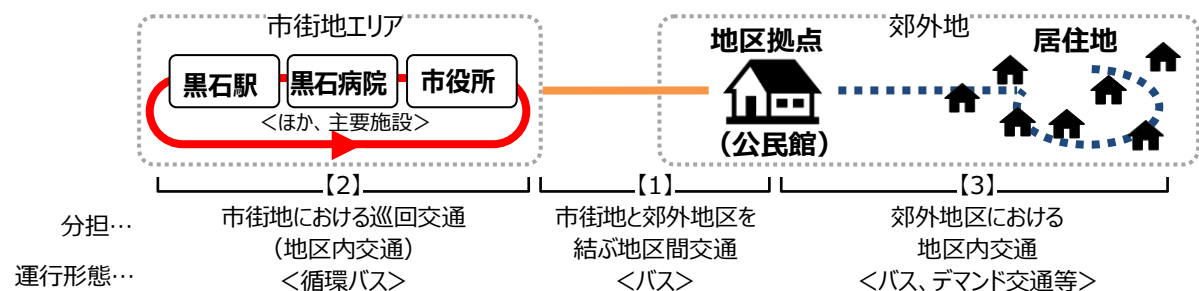 市街地エリア
郊外地
地区拠点
居住地
黒石駅
黒石病院
市役所
＜ほか、主要施設＞
（公民館）
【2】
【1】
【3】
分担…
市街地における巡回交通
（地区内交通）
市街地と郊外地区を
結ぶ地区間交通
郊外地区における
地区内交通
運行形態…
＜循環バス＞
＜バス＞
＜バス、デマンド交通等＞